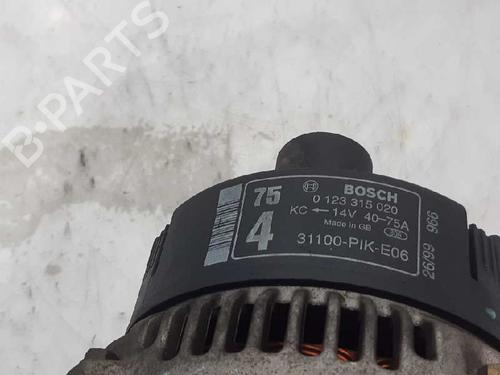 B-PARTS
75
4
BOSCH
0 123 315 020
KC ← 14V 40-75A
Made in GB
31100-PIK-E06
26/99 966